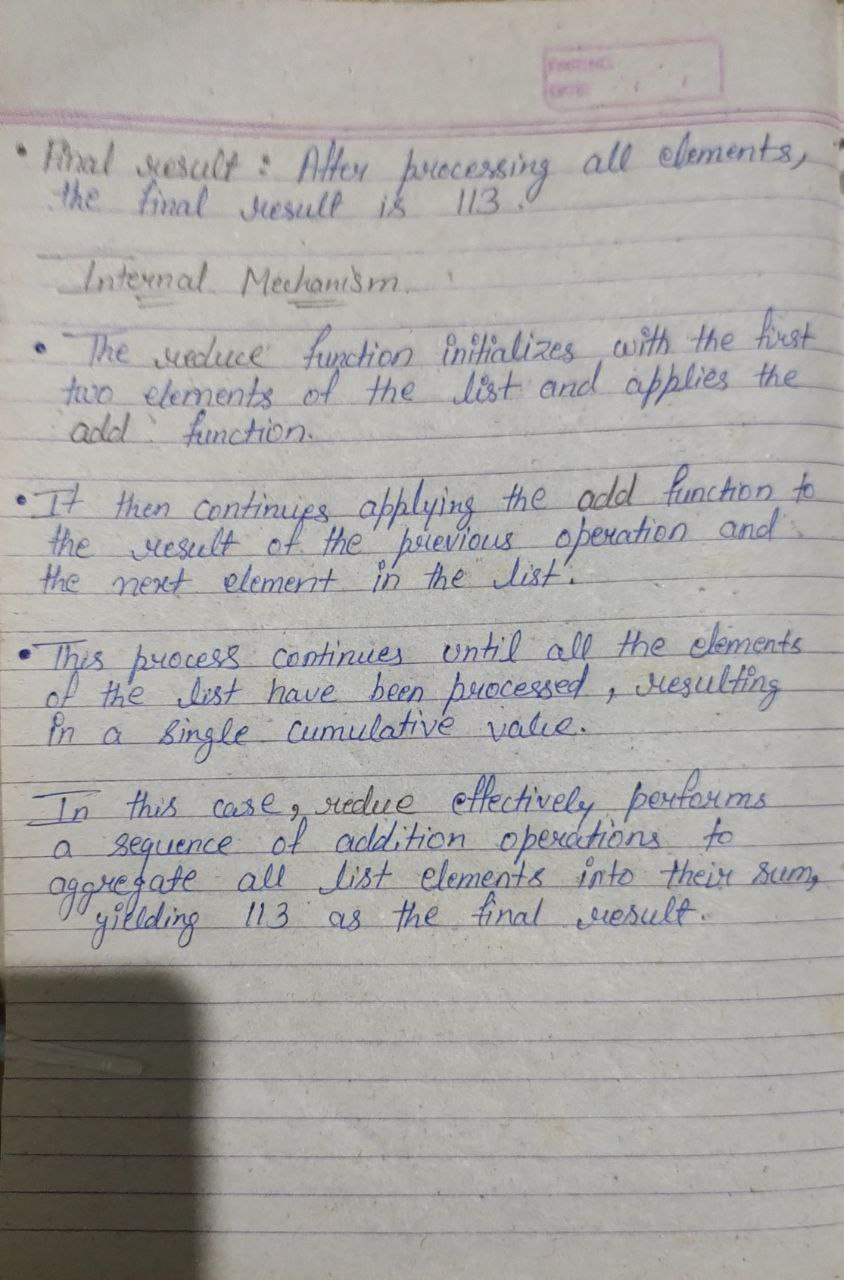 • Final result : After processing all elements,
the final result is 113.
Internal Mechanism.
• The reduce function initializes with the first
two elements of the list and applies the
add function.
• It then continues applying the add function to
the result of the previous operation and
the next element in the list.
• This process continues until all the elements
of the list have been processed, resulting
in a single cumulative value.
In this case, redue effectively performs
a sequence of addition operations to
aggregate all list elements into their sum,
yielding 113 as the final result.